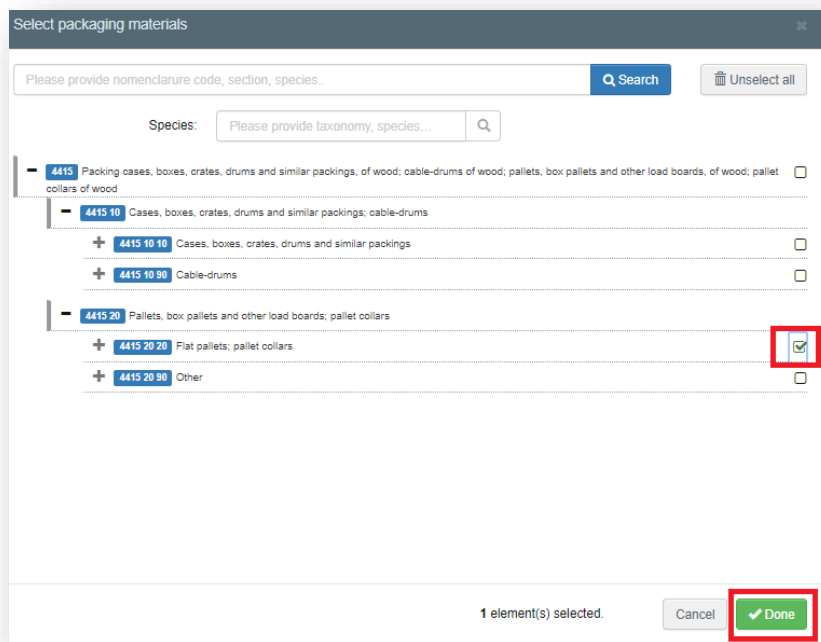 Select packaging materials
Please provide nomenclarure code, section, species..
Search
Unselect all
Species:
Please provide taxonomy, species...
4415 Packing cases, boxes, crates, drums and similar packings, of wood; cable-drums of wood; pallets, box pallets and other load boards, of wood; pallet
collars of wood
4415 10 Cases, boxes, crates, drums and similar packings; cable-drums
4415 10 10 Cases, boxes, crates, drums and similar packings
4415 10 90 Cable-drums
4415 20 Pallets, box pallets and other load boards; pallet collars
4415 20 20 Flat pallets; pallet collars
4415 20 90 Other
1 element(s) selected.
Cancel
Done